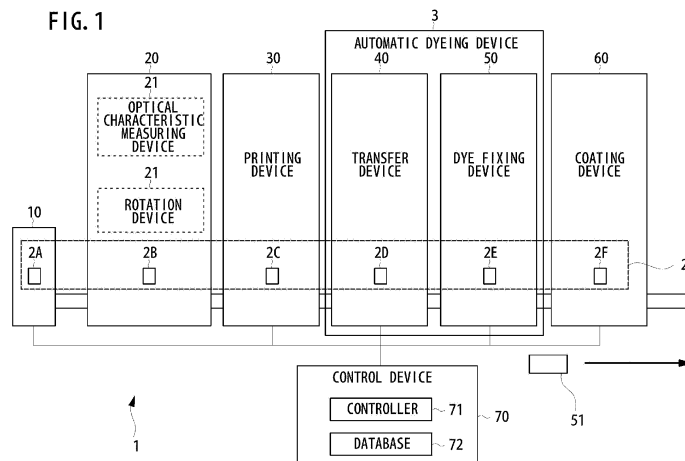 FIG. 1
3
AUTOMATIC DYEING DEVICE
20
30
40
50
60
21
OPTICAL
CHARACTERISTIC
MEASURING
DEVICE
PRINTING
DEVICE
TRANSFER
DEVICE
DYE FIXING
DEVICE
COATING
DEVICE
21
ROTATION
DEVICE
10
2A
2B
2C
2D
2E
2F
2
CONTROL DEVICE
CONTROLLER
71
70
DATABASE
72
51
1